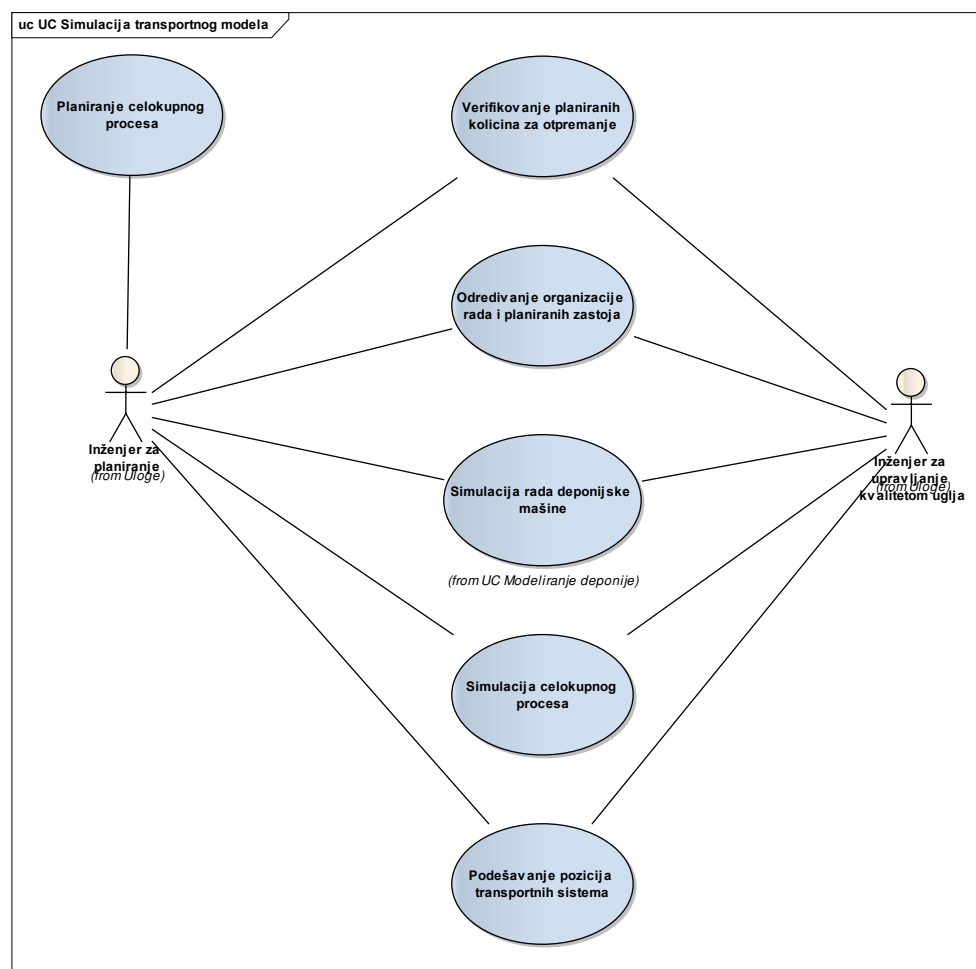 uc UC Simulacija transportnog modela
Planiranje celokupnog
procesa
Verifikovanje planiranih
kolicina za otpremanje
Odredivanje organizacije
rada i planiranih zastoja
Inženjer za
planiranje
(from Uloge)
Inženjer za
upravljanje
kvalitetom uglja
(from Uloge)
Simulacija rada deponijske
mašine
(from UC Modeliranje deponije)
Simulacija celokupnog
procesa
Podešavanje pozicija
transportnih sistema